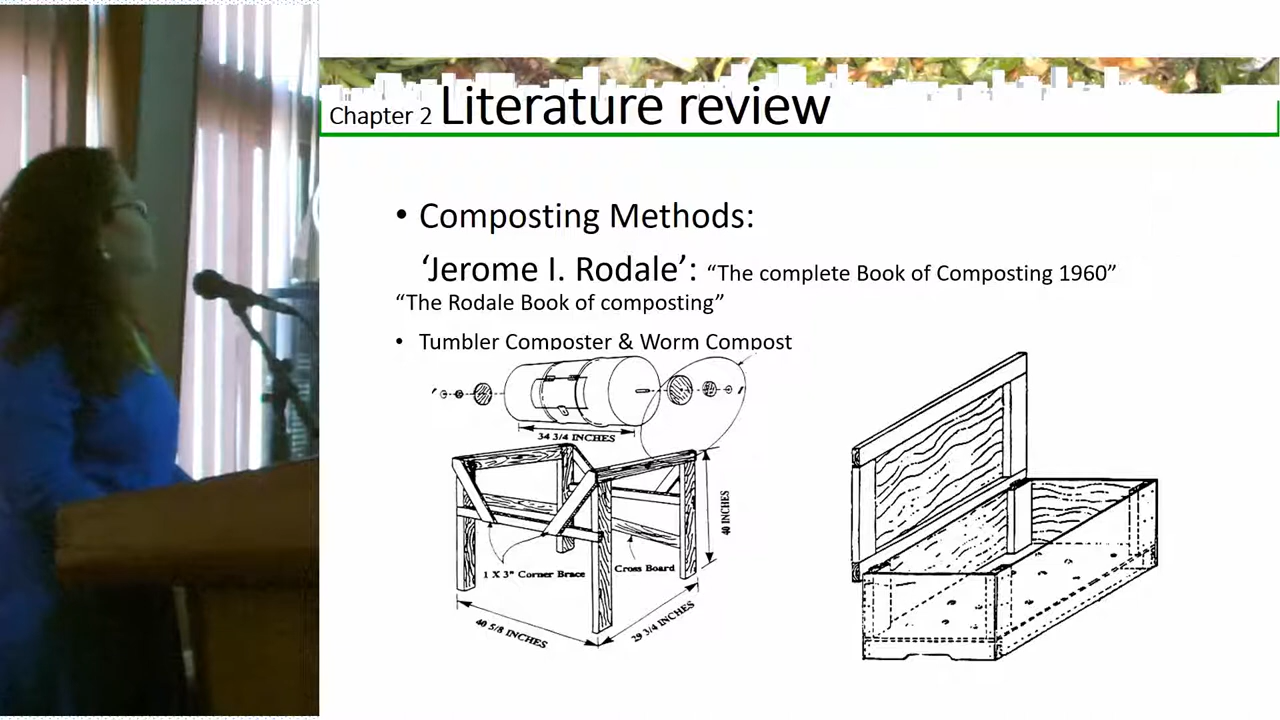 Chapter 2 Literature review
• Composting Methods:
‘Jerome I. Rodale’: “The complete Book of Composting 1960”
“The Rodale Book of composting”
• Tumbler Composter & Worm Compost
34 3/4 INCHES
40 INCHES
1 X 3" Corner Brace
Cross Board
40 5/8 INCHES
29 3/4 INCHES